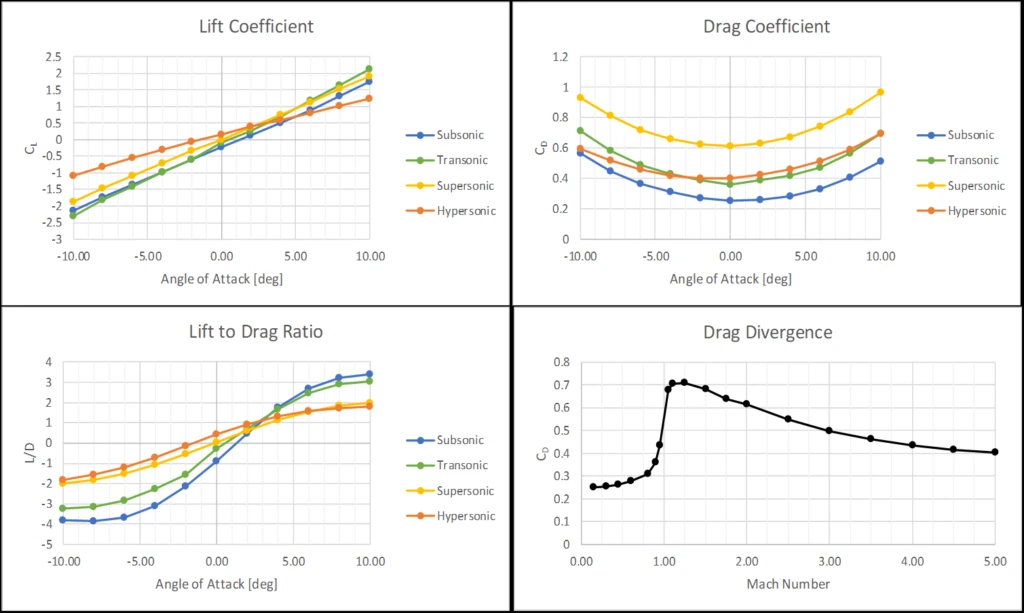 Lift Coefficient
2.5
2
1.5
1
0.5
0
-0.5
-1
-1.5
-2
-2.5
-3
C_L
-10.00 -5.00 0.00 5.00 10.00
Angle of Attack [deg]
Subsonic
Transonic
Supersonic
Hypersonic
Drag Coefficient
1.2
1
0.8
0.6
0.4
0.2
0
C_D
-10.00 -5.00 0.00 5.00 10.00
Angle of Attack [deg]
Subsonic
Transonic
Supersonic
Hypersonic
Lift to Drag Ratio
4
3
2
1
0
-1
-2
-3
-4
-5
L/D
-10.00 -5.00 0.00 5.00 10.00
Angle of Attack [deg]
Subsonic
Transonic
Supersonic
Hypersonic
Drag Divergence
0.8
0.7
0.6
0.5
0.4
0.3
0.2
0.1
0
C_D
0.00 1.00 2.00 3.00 4.00 5.00
Mach Number